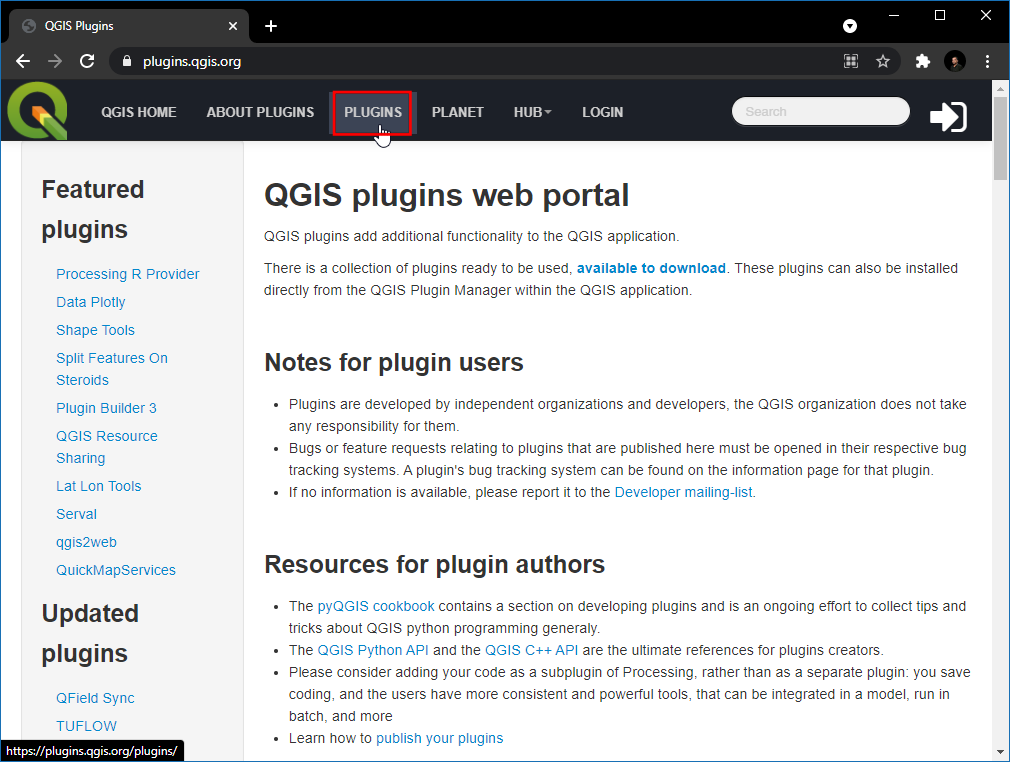 QGIS Plugins
plugins.qgis.org
QGIS HOME ABOUT PLUGINS PLUGINS PLANET HUB LOGIN Search
Featured
plugins
Processing R Provider
Data Plotly
Shape Tools
Split Features On
Steroids
Plugin Builder 3
QGIS Resource
Sharing
Lat Lon Tools
Serval
qgis2web
QuickMapServices
Updated
plugins
QField Sync
TUFLOW
QGIS plugins web portal
QGIS plugins add additional functionality to the QGIS application.
There is a collection of plugins ready to be used, available to download. These plugins can also be installed
directly from the QGIS Plugin Manager within the QGIS application.
Notes for plugin users
• Plugins are developed by independent organizations and developers, the QGIS organization does not take
any responsibility for them.
• Bugs or feature requests relating to plugins that are published here must be opened in their respective bug
tracking systems. A plugin's bug tracking system can be found on the information page for that plugin.
• If no information is available, please report it to the Developer mailing-list.
Resources for plugin authors
• The pyQGIS cookbook contains a section on developing plugins and is an ongoing effort to collect tips and
tricks about QGIS python programming generaly.
• The QGIS Python API and the QGIS C++ API are the ultimate references for plugins creators.
• Please consider adding your code as a subplugin of Processing, rather than as a separate plugin: you save
coding, and the users have more consistent and powerful tools, that can be integrated in a model, run in
batch, and more
• Learn how to publish your plugins
https://plugins.qgis.org/plugins/